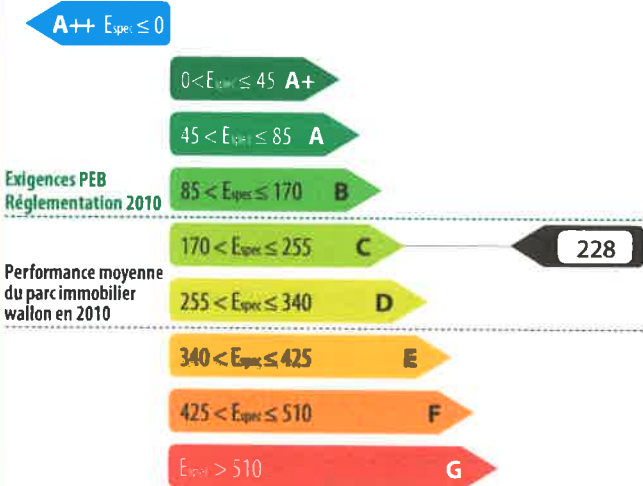 A++ Espec ≤ 0
0 < Espec ≤ 45 A+
45 < Espec ≤ 85 A
Exigences PEB
Réglementation 2010
85 < Espec ≤ 170 B
170 < Espec ≤ 255 C
228
Performance moyenne
du parc immobilier
wallon en 2010
255 < Espec ≤ 340 D
340 < Espec ≤ 425 E
425 < Espec ≤ 510 F
Espec > 510 G